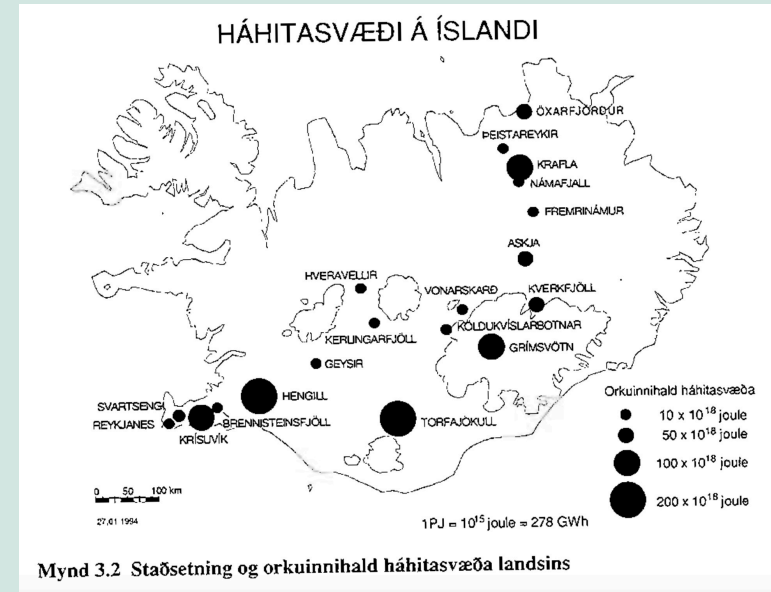 HÁHITASVÆÐI Á ÍSLANDI
ÖXARFJÖRÐUR
ÞEISTAREYKIR
KRAFLA
NÁMAFJALL
FREMRINÁMUR
ASKJA
HVERAVELLIR
VONARSKARÐ
KVERKFJÖLL
KERLINGARFJÖLL
KÖLDUKVÍSLARBOTNAR
GRÍMSVÖTN
GEYSIR
Orkuinnihald háhitasvæða
SVARTSENGI
HENGILL
10 x 10¹⁸ joule
REYKJANES
BRENNISTEINSFJÖLL
TORFAJÖKULL
50 x 10¹⁸ joule
KRÍSUVÍK
100 x 10¹⁸ joule
0 50 100 km
200 x 10¹⁸ joule
27.01 1994
1PJ = 10¹⁵ joule = 278 GWh
Mynd 3.2 Staðsetning og orkuinnihald háhitasvæða landsins